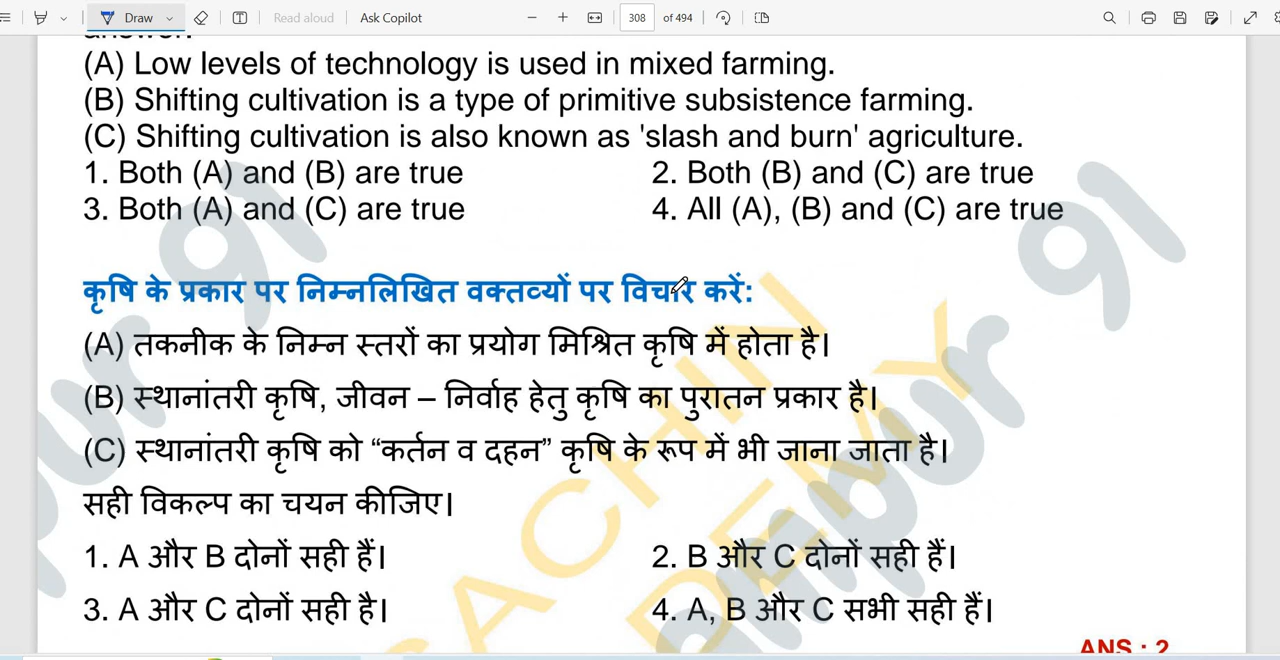 Draw
Read aloud
Ask Copilot
308 of 494
answer.
(A) Low levels of technology is used in mixed farming.
(B) Shifting cultivation is a type of primitive subsistence farming.
(C) Shifting cultivation is also known as 'slash and burn' agriculture.
1. Both (A) and (B) are true 2. Both (B) and (C) are true
3. Both (A) and (C) are true 4. All (A), (B) and (C) are true
कृषि के प्रकार पर निम्नलिखित वक्तव्यों पर विचार करें:
(A) तकनीक के निम्न स्तरों का प्रयोग मिश्रित कृषि में होता है।
(B) स्थानांतरी कृषि, जीवन – निर्वाह हेतु कृषि का पुरातन प्रकार है।
(C) स्थानांतरी कृषि को “कर्तन व दहन” कृषि के रूप में भी जाना जाता है।
सही विकल्प का चयन कीजिए।
1. A और B दोनों सही हैं। 2. B और C दोनों सही हैं।
3. A और C दोनों सही है। 4. A, B और C सभी सही हैं।
ANS : 2